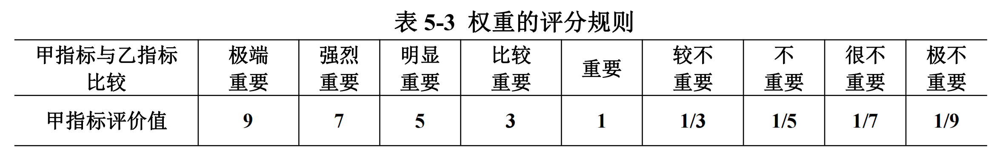 表 5-3 权重的评分规则
甲指标与乙指标比较 极端重要 强烈重要 明显重要 比较重要 重要 较不重要 不重要 很不重要 极不重要
甲指标评价值 9 7 5 3 1 1/3 1/5 1/7 1/9